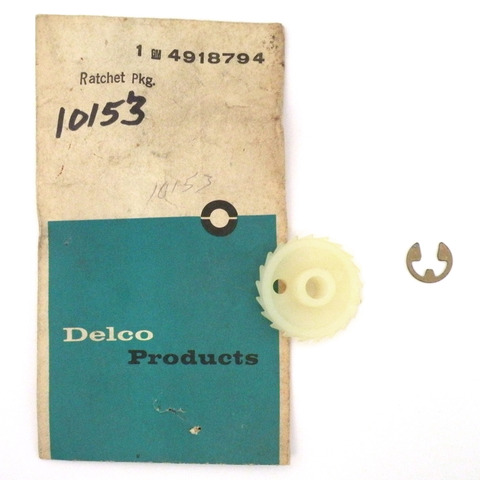 1 GM 4918794
Ratchet Pkg.
10153
10153
Delco
Products